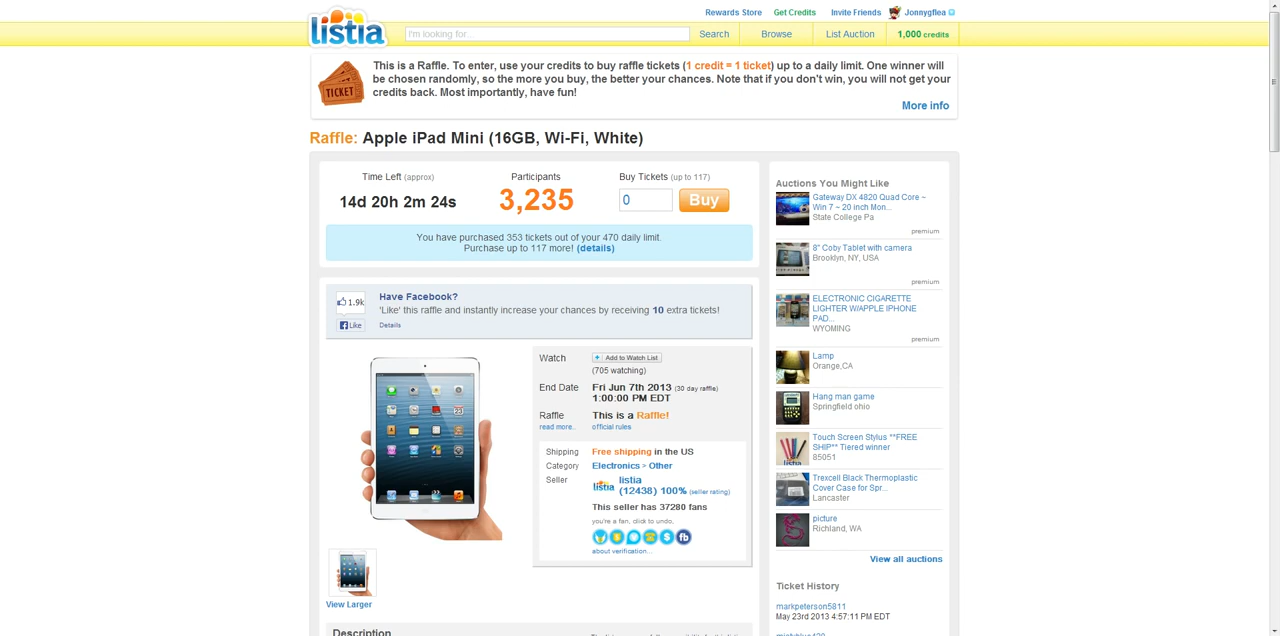 Rewards Store Get Credits Invite Friends Jonnygflea
listia
I'm looking for... Search Browse List Auction 1,000 credits
TICKET
This is a Raffle. To enter, use your credits to buy raffle tickets (1 credit = 1 ticket) up to a daily limit. One winner
will be chosen randomly, so the more you buy, the better your chances. Note that if you don't win, you will not get your
credits back. Most importantly, have fun!
More info
Raffle: Apple iPad Mini (16GB, Wi-Fi, White)
Time Left (approx) Participants Buy Tickets (up to 117)
14d 20h 2m 24s 3,235 0 Buy
You have purchased 353 tickets out of your 470 daily limit.
Purchase up to 117 more! (details)
1.9k
Like
Have Facebook?
'Like' this raffle and instantly increase your chances by receiving 10 extra tickets!
Details
Watch + Add to Watch List
(705 watching)
End Date Fri Jun 7th 2013 (30 day raffle)
1:00:00 PM EDT
Raffle This is a Raffle!
read more.. official rules
Shipping Free shipping in the US
Category Electronics > Other
Seller listia listia
(12438) 100% (seller rating)
This seller has 37280 fans
you're a fan, click to undo.
$ fb
about verification...
View Larger
Description
Auctions You Might Like
Gateway DX 4820 Quad Core ~
Win 7 ~ 20 inch Mon...
State College Pa
premium
8" Coby Tablet with camera
Brooklyn, NY, USA
premium
ELECTRONIC CIGARETTE
LIGHTER W/APPLE IPHONE
PAD...
WYOMING
premium
Lamp
Orange,CA
Hang man game
Springfield ohio
Touch Screen Stylus **FREE
SHIP** Tiered winner
85051
listia
Trexcell Black Thermoplastic
Cover Case for Spr...
Lancaster
picture
Richland, WA
View all auctions
Ticket History
markpeterson5811
May 23rd 2013 4:57:11 PM EDT